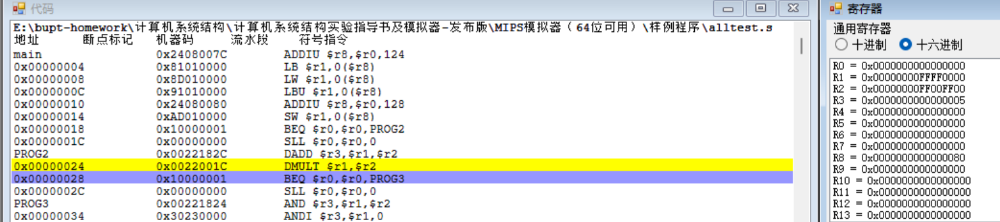 代码
E:\bupt-homework\计算机系统结构\计算机系统结构实验指导书及模拟器-发布版\MIPS模拟器（64位可用）\样例程序\alltest.s
地址 断点标记 机器码 流水段 符号指令
main 0x2408007C ADDIU $r8,$r0,124
0x00000004 0x81010000 LB $r1,0($r8)
0x00000008 0x8D010000 LW $r1,0($r8)
0x0000000C 0x91010000 LBU $r1,0($r8)
0x00000010 0x24080080 ADDIU $r8,$r0,128
0x00000014 0xAD010000 SW $r1,0($r8)
0x00000018 0x10000001 BEQ $r0,$r0,PROG2
0x0000001C 0x00000000 SLL $r0,$r0,0
PROG2 0x0022182C DADD $r3,$r1,$r2
0x00000024 0x0022001C DMULT $r1,$r2
0x00000028 0x10000001 BEQ $r0,$r0,PROG3
0x0000002C 0x00000000 SLL $r0,$r0,0
PROG3 0x00221824 AND $r3,$r1,$r2
0x00000034 0x30230000 ANDI $r3,$r1,0
寄存器
通用寄存器
十进制 十六进制
R0 = 0x0000000000000000
R1 = 0x00000000FFFF0000
R2 = 0x00000000FF00FF00
R3 = 0x0000000000000005
R4 = 0x0000000000000000
R5 = 0x0000000000000000
R6 = 0x0000000000000000
R7 = 0x0000000000000000
R8 = 0x0000000000000080
R9 = 0x0000000000000000
R10 = 0x0000000000000000
R11 = 0x0000000000000000
R12 = 0x0000000000000000
R13 = 0x0000000000000000